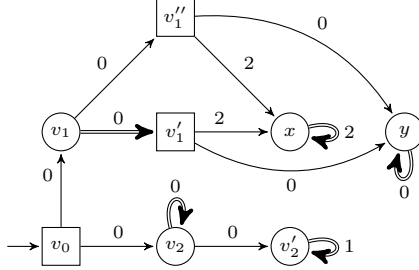 v₁′′ 0
0 2
v₁ 0 v₁′ 2 x 2 y
0 0 0
0
v₀ 0 v₂ 0 v₂′ 1